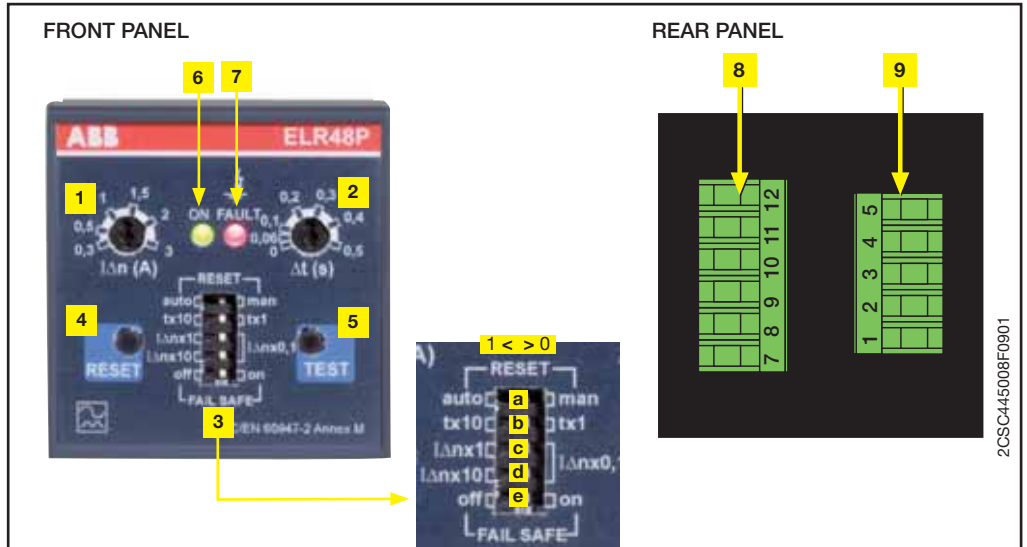 FRONT PANEL
REAR PANEL
6 7
8 9
ABB ELR48P
1 2
0,3 0,5 1 1,5 2 3
IΔn (A)
ON FAULT
0 0,06 0,1 0,2 0,3 0,4 0,5
Δt (s)
RESET
auto man
tx10 tx1
IΔnx1
IΔnx0,1
IΔnx10
off on
FAIL SAFE
4
RESET
5
TEST
3
/EN 60947-2 Annex M
1 < > 0
)
RESET
auto a man
tx10 b tx1
IΔnx1 c
IΔnx0,1
IΔnx10 d
off e on
FAIL SAFE
12
11
10
9
8
7
5
4
3
2
1
2CSC445008F0901